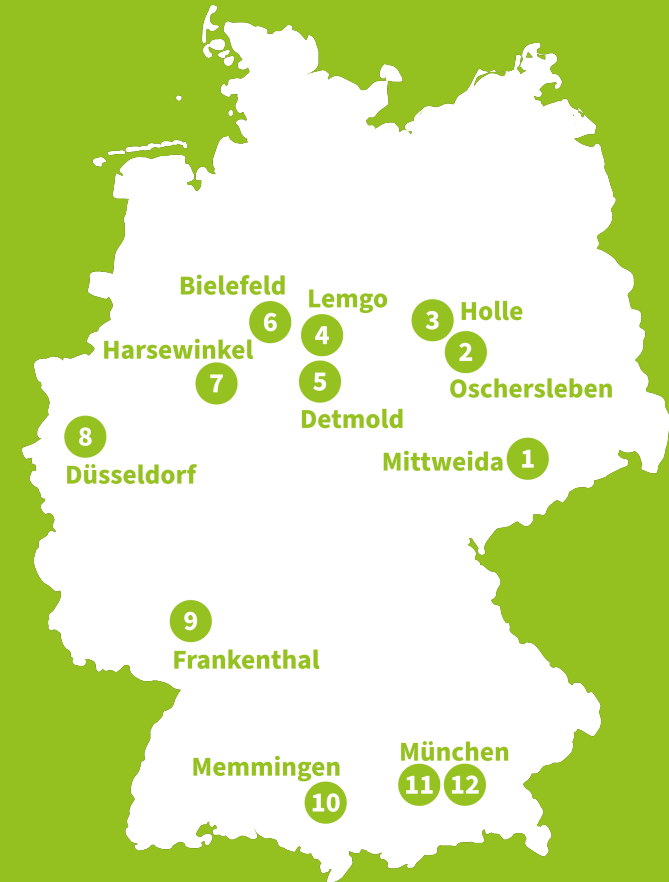 Bielefeld
6
Lemgo
4
3
Holle
2
Oschersleben
Harsewinkel
7
5
Detmold
8
Düsseldorf
Mittweida
1
9
Frankenthal
Memmingen
10
München
11
12